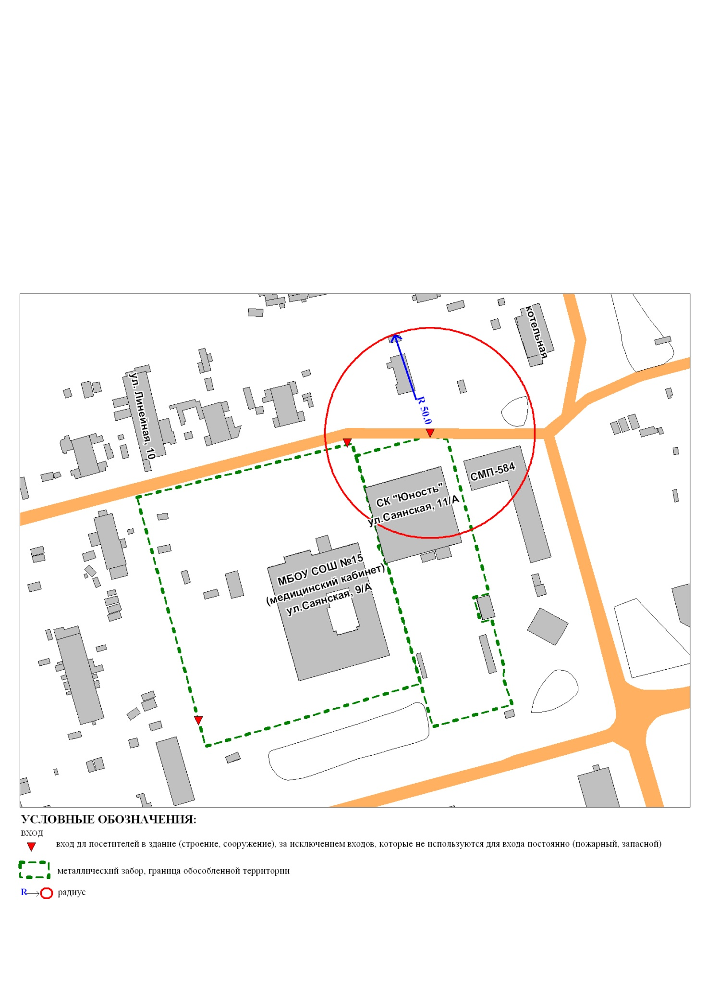 котельная
ул. Линейная, 10
R 50.0
СМП-584
СК "Юность"
ул.Саянская, 11/А
МБОУ СОШ №15
(медицинский кабинет)
ул.Саянская, 9/А
УСЛОВНЫЕ ОБОЗНАЧЕНИЯ:
ВХОД
вход дл посетителей в здание (строение, сооружение), за исключением входов, которые не используются для входа постоянно (пожарный, запасной)
металлический забор, граница обособленной территории
R радиус